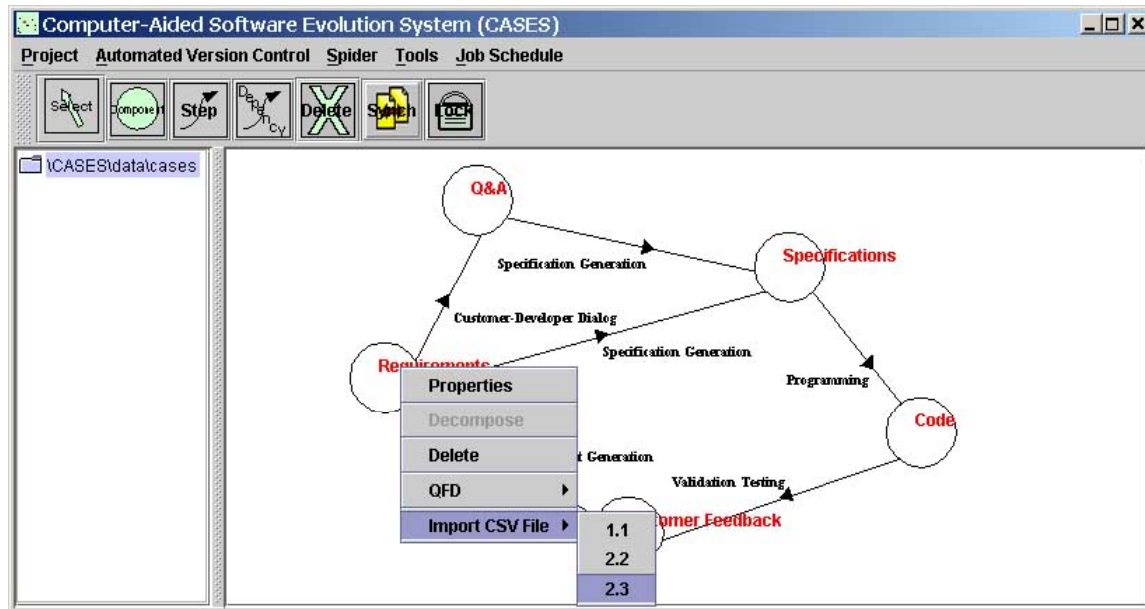 Computer-Aided Software Evolution System (CASES)
Project Automated Version Control Spider Tools Job Schedule
Select Component Step Depency Delete Synch Lock
\CASES\data\cases
Q&A
Specifications
Specification Generation
Customer-Developer Dialog
Specification Generation
Requirements
Programming
Properties
Decompose
Code
Delete
t Generation
Validation Testing
QFD
Import CSV File
omer Feedback
1.1
2.2
2.3